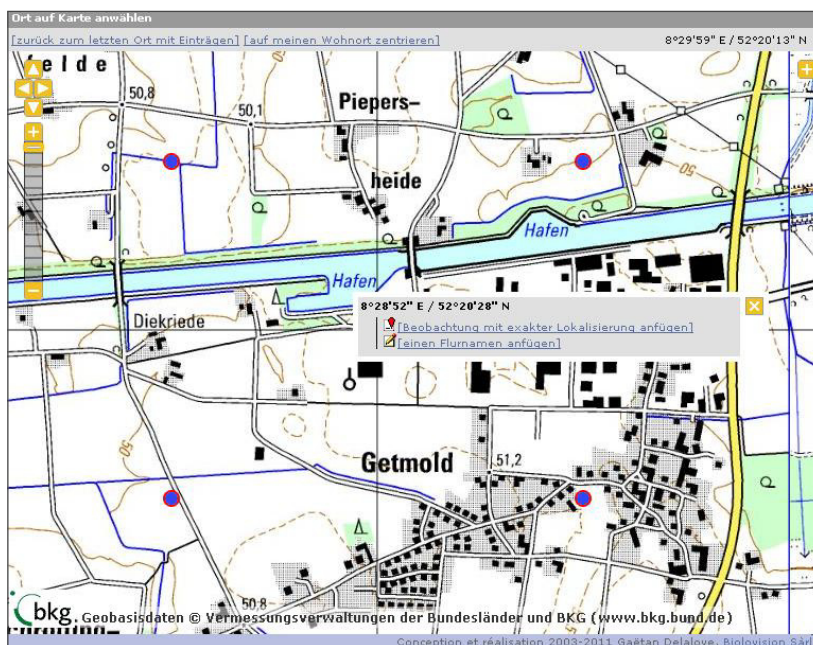 Ort auf Karte anwählen
[zurück zum letzten Ort mit Einträgen] [auf meinen Wohnort zentrieren]
8°29'59" E / 52°20'13" N
50,8
50,1
Piepers-
heide
50
Hafen
Hafen
8°28'52" E / 52°20'28" N
[Beobachtung mit exakter Lokalisierung anfügen]
[einen Flurnamen anfügen]
Diekriede
50
Getmold
51,2
50
50,8
bkg. Geobasisdaten © Vermessungsverwaltungen der Bundesländer und BKG (www.bkg.bund.de)
Conception et réalisation 2003-2011 Gaëtan Delaloye, Biolovision Sàrl